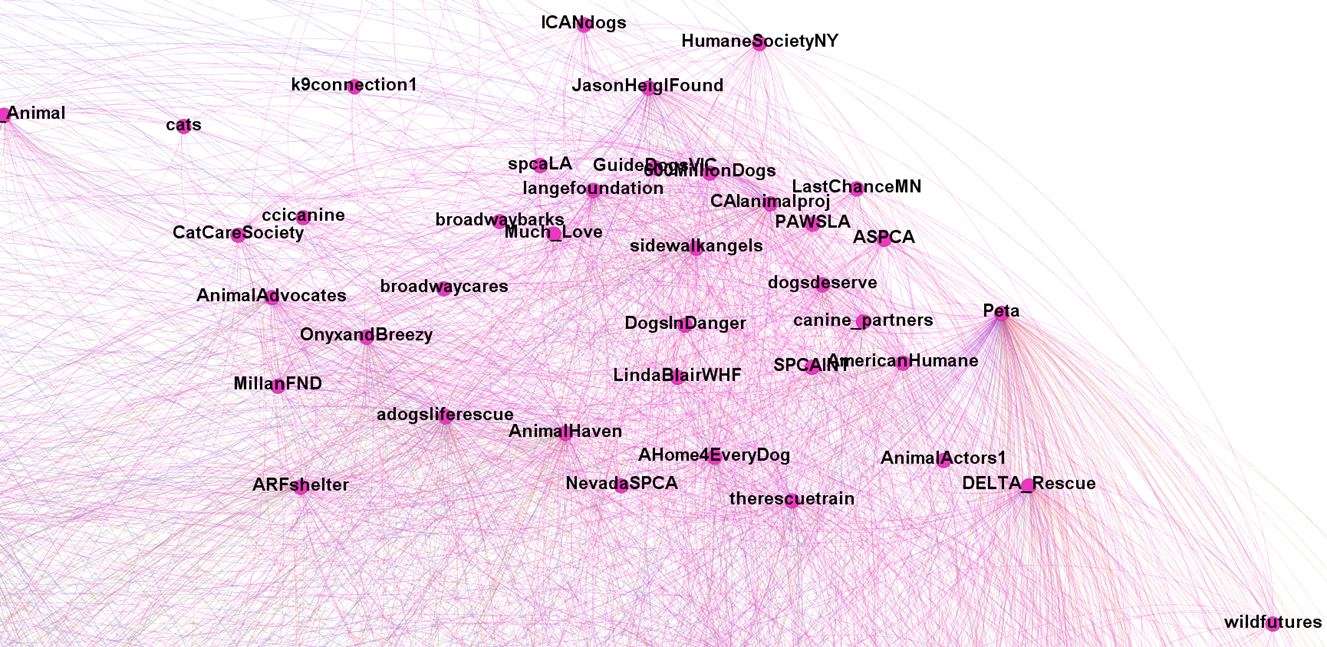 ICANdogs
HumaneSocietyNY
k9connection1
JasonHeiglFound
_Animal
cats
spcaLA
GuideDogsVIC
600MillionDogs
langefoundation
LastChanceMN
CAlanimalproj
ccicanine
broadwaybarks
PAWSLA
CatCareSociety
Much_Love
ASPCA
sidewalkangels
broadwaycares
dogsdeserve
AnimalAdvocates
Peta
DogsInDanger
canine_partners
OnyxandBreezy
SPCAINT
AmericanHumane
LindaBlairWHF
MillanFND
adogsliferescue
AnimalHaven
AHome4EveryDog
AnimalActors1
ARFshelter
NevadaSPCA
DELTA_Rescue
therescuetrain
wildfutures